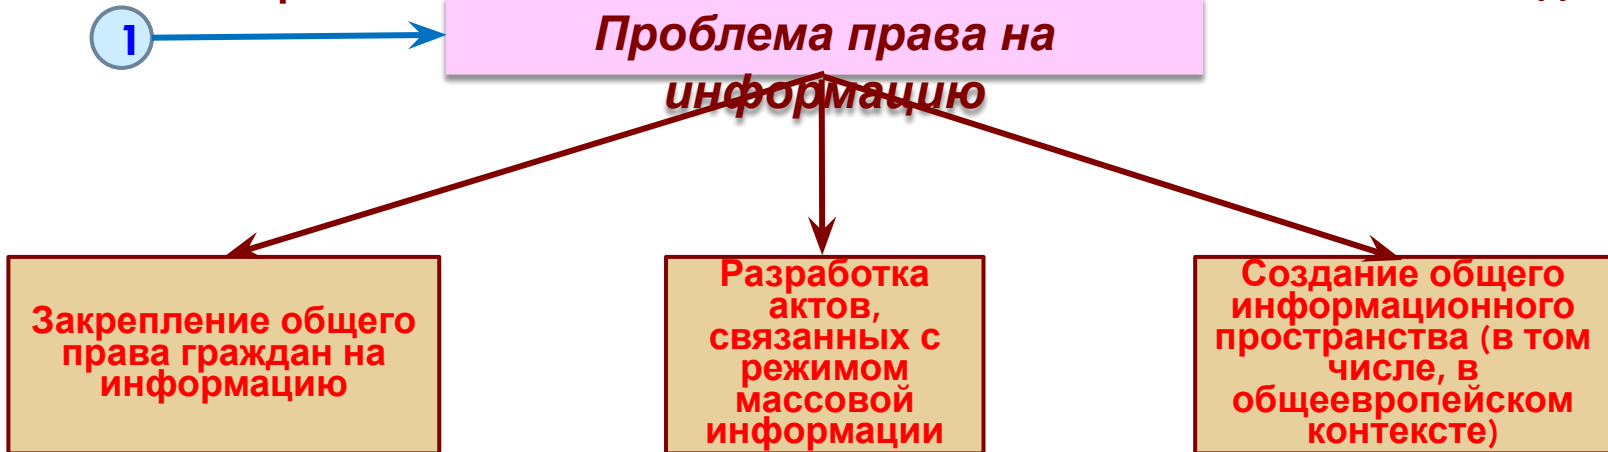 1
Проблема права на
информацию
Закрепление общего
права граждан на
информацию
Разработка
актов,
связанных с
режимом
массовой
информации
Создание общего
информационного
пространства (в том
числе, в
общеевропейском
контексте)